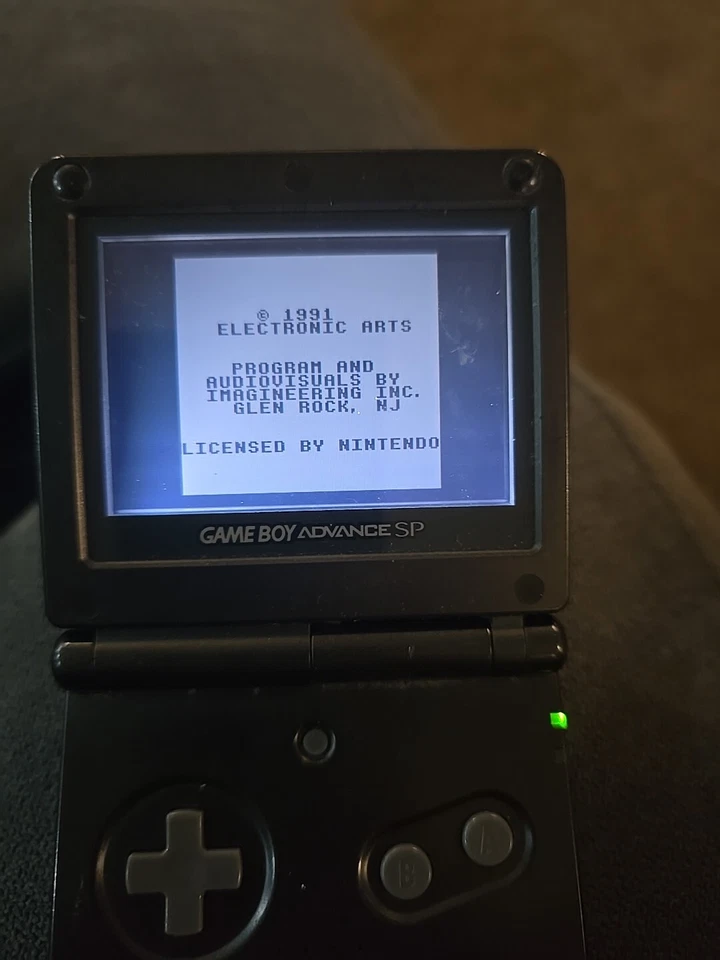 © 1991
ELECTRONIC ARTS
PROGRAM AND
AUDIOVISUALS BY
IMAGINEERING INC.
GLEN ROCK, NJ
LICENSED BY NINTENDO
GAME BOY ADVANCE SP
B A